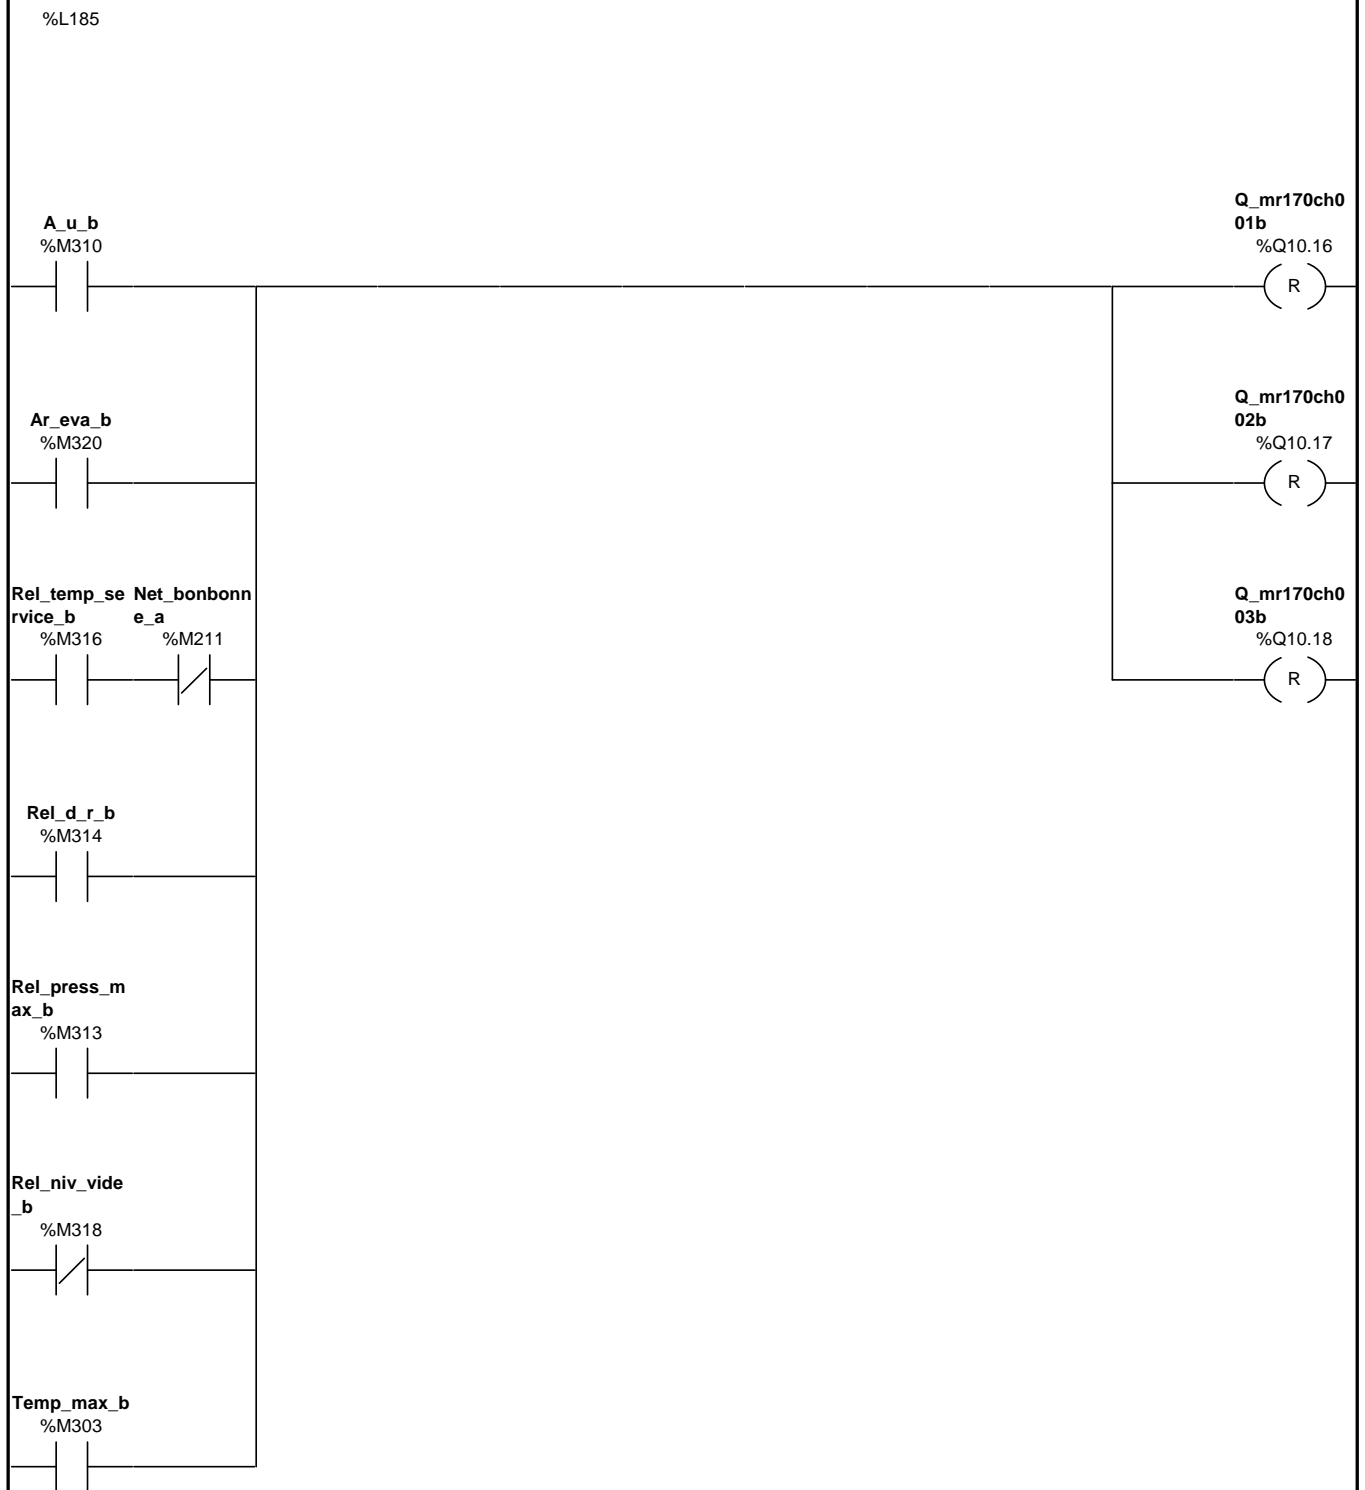 %L185
Q_mr170ch0
01b
A_u_b
%M310
%Q10.16
R
Q_mr170ch0
02b
Ar_eva_b
%M320
%Q10.17
R
Rel_temp_se
rvice_b
%M316
Net_bonbonn
e_a
%M211
Q_mr170ch0
03b
%Q10.18
R
Rel_d_r_b
%M314
Rel_press_m
ax_b
%M313
Rel_niv_vide
_b
%M318
Temp_max_b
%M303